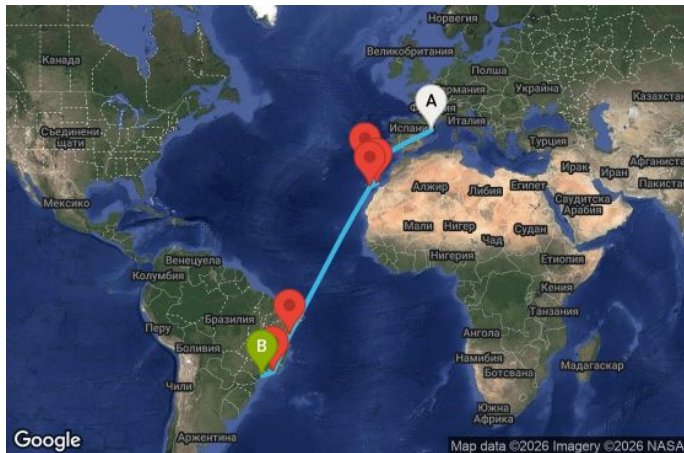 Норвегия
Канада
Великобритания
Полша
Германия
Украйна
Казахстан
A
Испани
Италия
Съединени
щати
Турция
Ирак
Афганистан
Иран
Пакистан
Мексико
Алжир
Либия
Египет
Саудитска
Арабия
Мали
Нигер
Чад
Судан
Венецуела
Нигерия
Етиопия
Колумбия
Кения
Бразилия
Танзания
Перу
B
Ангола
Боливия
Намибия
Ботсвана
Мадагаскар
Чили
Южна
Африка
Аржентина
Google
Map data ©2026 Imagery ©2026 NASA